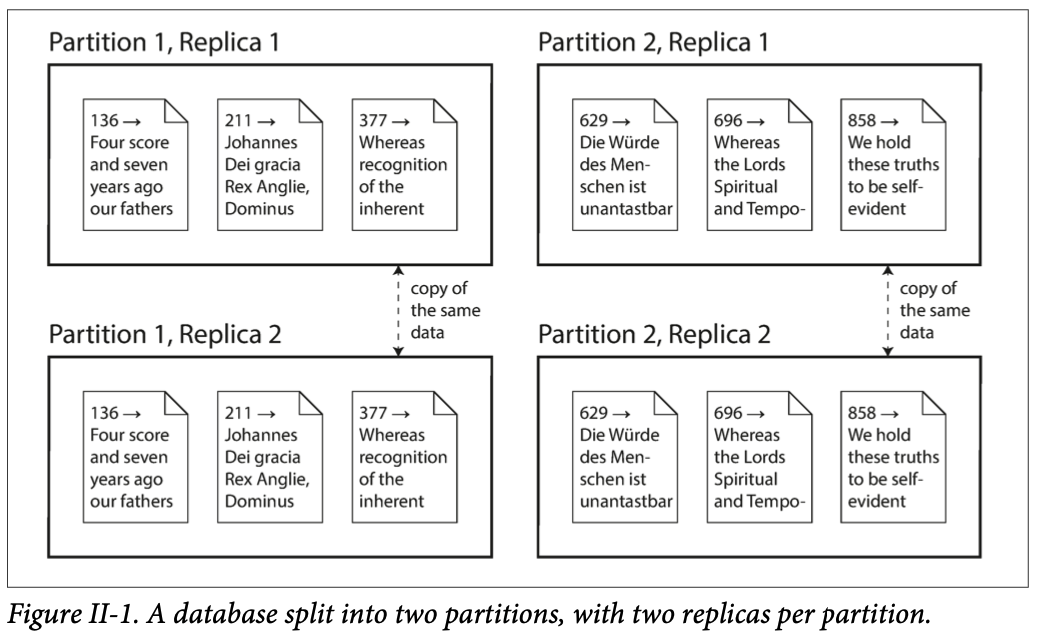 Partition 1, Replica 1
136 →
Four score
and seven
years ago
our fathers
211 →
Johannes
Dei gracia
Rex Anglie,
Dominus
377 →
Whereas
recognition
of the
inherent
Partition 2, Replica 1
629 →
Die Würde
des Men-
schen ist
unantastbar
696 →
Whereas
the Lords
Spiritual
and Tempo-
858 →
We hold
these truths
to be self-
evident
copy of
the same
data
copy of
the same
data
Partition 1, Replica 2
136 →
Four score
and seven
years ago
our fathers
211 →
Johannes
Dei gracia
Rex Anglie,
Dominus
377 →
Whereas
recognition
of the
inherent
Partition 2, Replica 2
629 →
Die Würde
des Men-
schen ist
unantastbar
696 →
Whereas
the Lords
Spiritual
and Tempo-
858 →
We hold
these truths
to be self-
evident
Figure II-1. A database split into two partitions, with two replicas per partition.